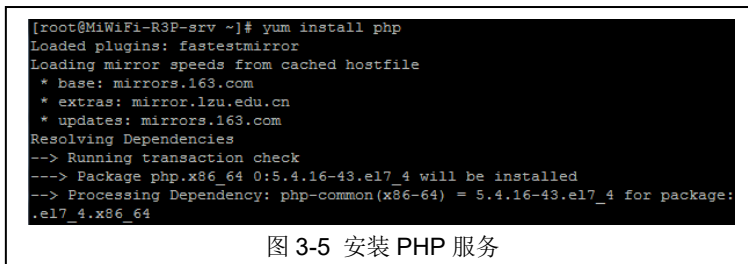 [root@MiWiFi-R3P-srv ~]# yum install php
Loaded plugins: fastestmirror
Loading mirror speeds from cached hostfile
 * base: mirrors.163.com
 * extras: mirror.lzu.edu.cn
 * updates: mirrors.163.com
Resolving Dependencies
--> Running transaction check
---> Package php.x86_64 0:5.4.16-43.el7_4 will be installed
--> Processing Dependency: php-common(x86-64) = 5.4.16-43.el7_4 for package:
.el7_4.x86_64
图 3-5 安装 PHP 服务